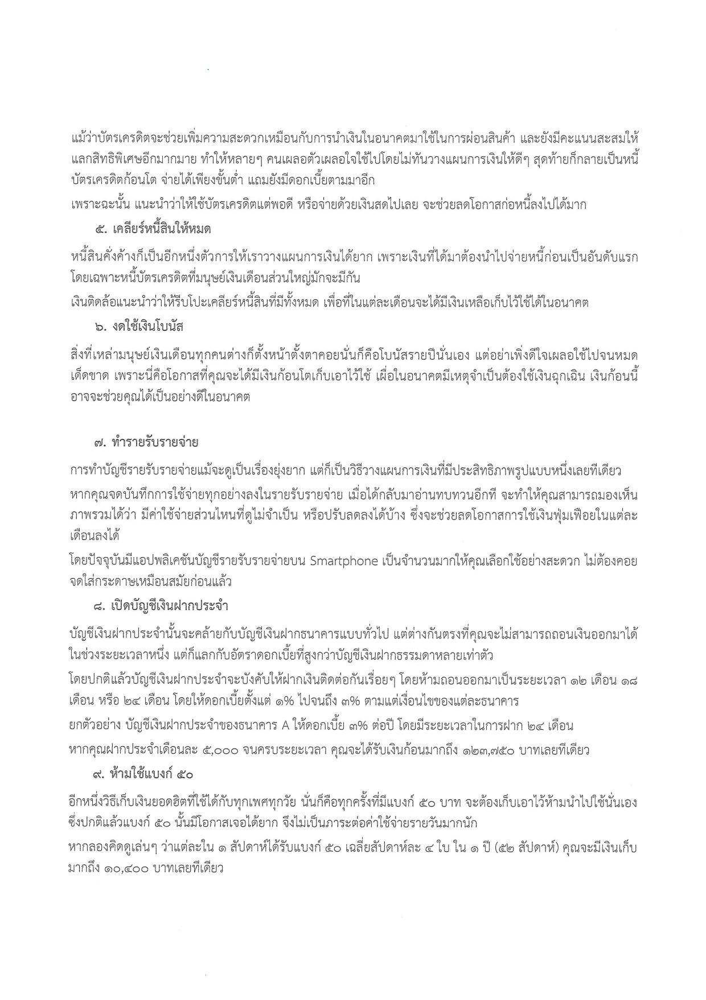 แม้ว่าบัตรเครดิตจะช่วยเพิ่มความสะดวกเหมือนกับการนำเงินในอนาคตมาใช้ในการผ่อนสินค้า และยังมีคะแนนสะสมให้
แลกสิทธิพิเศษอีกมากมาย ทำให้หลายๆ คนเผลอตัวเผลอใจใช้ไปโดยไม่ทันวางแผนการเงินให้ดีๆ สุดท้ายก็กลายเป็นหนี้
บัตรเครดิตก้อนโต จ่ายได้เพียงขั้นต่ำ แถมยังมีดอกเบี้ยตามมาอีก
เพราะฉะนั้น แนะนำว่าให้ใช้บัตรเครดิตแต่พอดี หรือจ่ายด้วยเงินสดไปเลย จะช่วยลดโอกาสก่อหนี้ลงไปได้มาก
๕. เคลียร์หนี้สินให้หมด
หนี้สินคั่งค้างก็เป็นอีกหนึ่งตัวการให้เราวางแผนการเงินได้ยาก เพราะเงินที่ได้มาต้องนำไปจ่ายหนี้ก่อนเป็นอันดับแรก
โดยเฉพาะหนี้บัตรเครดิตที่มนุษย์เงินเดือนส่วนใหญ่มักจะมีกัน
เงินติดล้อแนะนำว่าให้รีบโปะเคลียร์หนี้สินที่มีทั้งหมด เพื่อที่ในแต่ละเดือนจะได้มีเงินเหลือเก็บไว้ใช้ได้ในอนาคต
๖. งดใช้เงินโบนัส
สิ่งที่เหล่ามนุษย์เงินเดือนทุกคนต่างก็ตั้งหน้าตั้งตาคอยนั่นก็คือโบนัสรายปีนั่นเอง แต่อย่าเพิ่งดีใจเผลอใช้ไปจนหมด
เด็ดขาด เพราะนี่คือโอกาสที่คุณจะได้มีเงินก้อนโตเก็บเอาไว้ใช้ เผื่อในอนาคตมีเหตุจำเป็นต้องใช้เงินฉุกเฉิน เงินก้อนนี้
อาจจะช่วยคุณได้เป็นอย่างดีในอนาคต
๗. ทำรายรับรายจ่าย
การทำบัญชีรายรับรายจ่ายแม้จะดูเป็นเรื่องยุ่งยาก แต่ก็เป็นวิธีวางแผนการเงินที่มีประสิทธิภาพรูปแบบหนึ่งเลยทีเดียว
หากคุณจดบันทึกการใช้จ่ายทุกอย่างลงในรายรับรายจ่าย เมื่อได้กลับมาอ่านทบทวนอีกที จะทำให้คุณสามารถมองเห็น
ภาพรวมได้ว่า มีค่าใช้จ่ายส่วนไหนที่ดูไม่จำเป็น หรือปรับลดลงได้บ้าง ซึ่งจะช่วยลดโอกาสการใช้เงินฟุ่มเฟือยในแต่ละ
เดือนลงได้
โดยปัจจุบันมีแอปพลิเคชันบัญชีรายรับรายจ่ายบน Smartphone เป็นจำนวนมากให้คุณเลือกใช้อย่างสะดวก ไม่ต้องคอย
จดใส่กระดาษเหมือนสมัยก่อนแล้ว
๘. เปิดบัญชีเงินฝากประจำ
บัญชีเงินฝากประจำนั้นจะคล้ายกับบัญชีเงินฝากธนาคารแบบทั่วไป แต่ต่างกันตรงที่คุณจะไม่สามารถถอนเงินออกมาได้
ในช่วงระยะเวลาหนึ่ง แต่ก็แลกกับอัตราดอกเบี้ยที่สูงกว่าบัญชีเงินฝากธรรมดาหลายเท่าตัว
โดยปกติแล้วบัญชีเงินฝากประจำจะบังคับให้ฝากเงินติดต่อกันเรื่อยๆ โดยห้ามถอนออกมาเป็นระยะเวลา ๑๒ เดือน ๑๘
เดือน หรือ ๒๔ เดือน โดยให้ดอกเบี้ยตั้งแต่ ๑% ไปจนถึง ๓% ตามแต่เงื่อนไขของแต่ละธนาคาร
ยกตัวอย่าง บัญชีเงินฝากประจำของธนาคาร A ให้ดอกเบี้ย ๓% ต่อปี โดยมีระยะเวลาในการฝาก ๒๔ เดือน
หากคุณฝากประจำเดือนละ ๕,๐๐๐ จนครบระยะเวลา คุณจะได้รับเงินก้อนมากถึง ๑๒๓,๗๕๐ บาทเลยทีเดียว
๙. ห้ามใช้แบงก์ ๕๐
อีกหนึ่งวิธีเก็บเงินยอดฮิตที่ใช้ได้กับทุกเพศทุกวัย นั่นก็คือทุกครั้งที่มีแบงก์ ๕๐ บาท จะต้องเก็บเอาไว้ห้ามนำไปใช้นั่นเอง
ซึ่งปกติแล้วแบงก์ ๕๐ นั้นมีโอกาสเจอได้ยาก จึงไม่เป็นภาระต่อค่าใช้จ่ายรายวันมากนัก
หากลองคิดดูเล่นๆ ว่าแต่ละใน ๑ สัปดาห์ได้รับแบงก์ ๕๐ เฉลี่ยสัปดาห์ละ ๔ ใบ ใน ๑ ปี (๕๒ สัปดาห์) คุณจะมีเงินเก็บ
มากถึง ๑๐,๔๐๐ บาทเลยทีเดียว